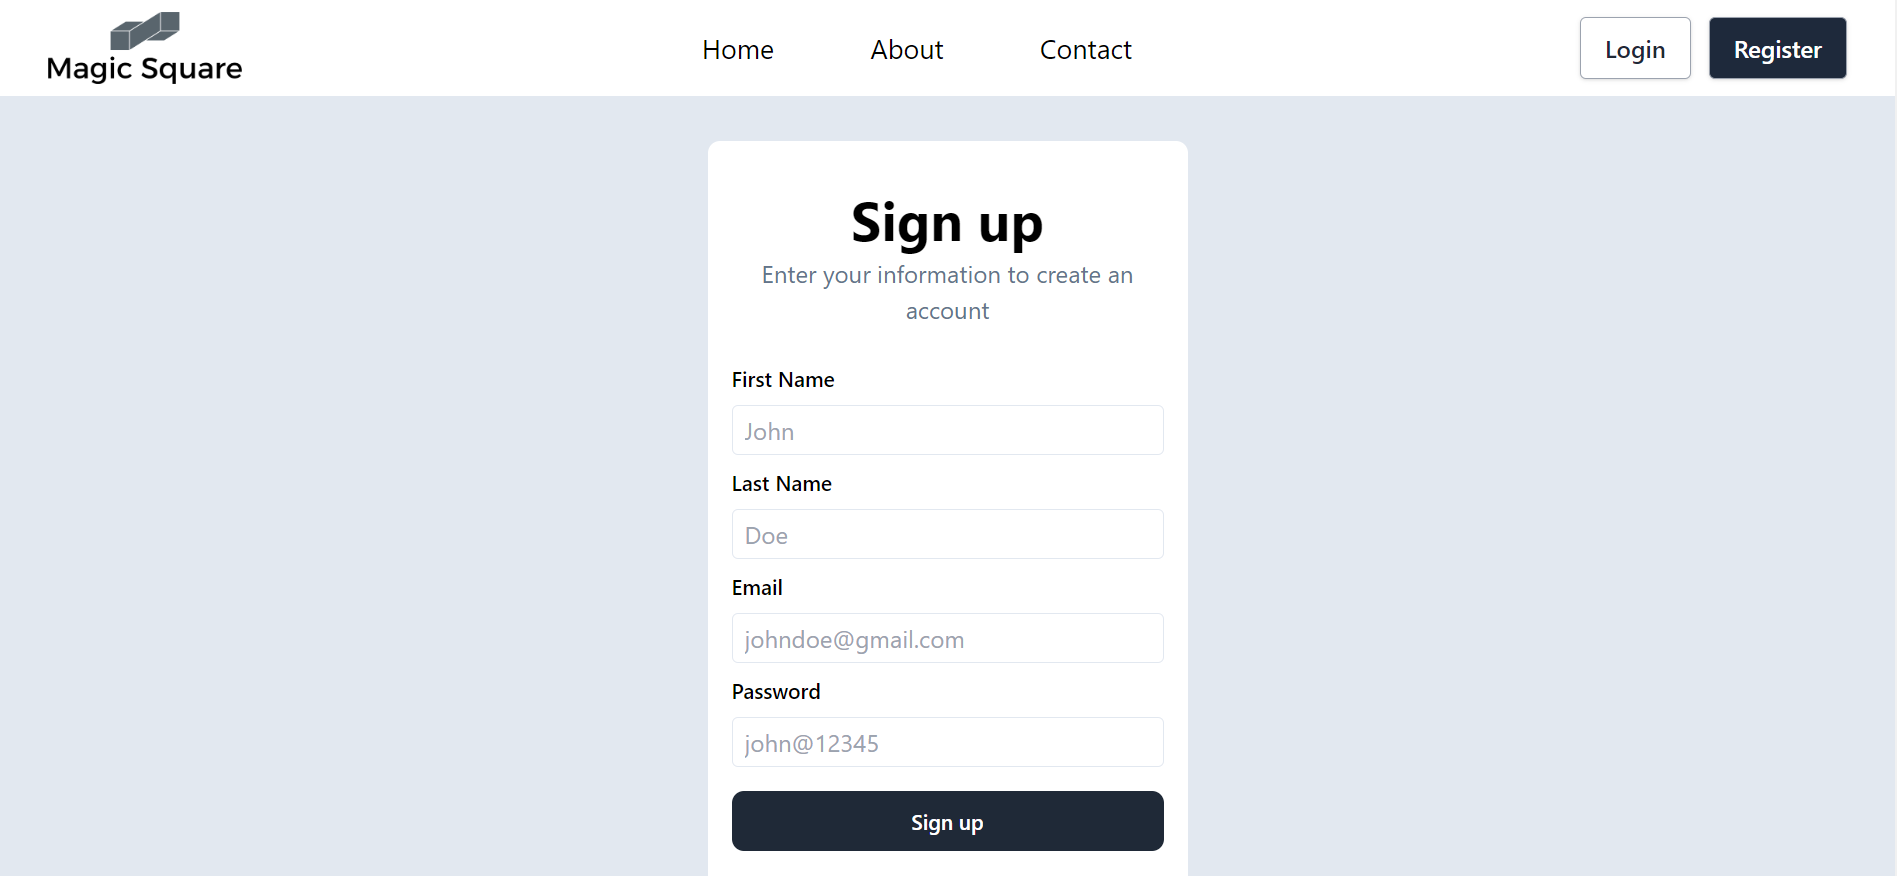 Magic Square
Home
About
Contact
Login
Register
Sign up
Enter your information to create an
account
First Name
John
Last Name
Doe
Email
johndoe@gmail.com
Password
john@12345
Sign up